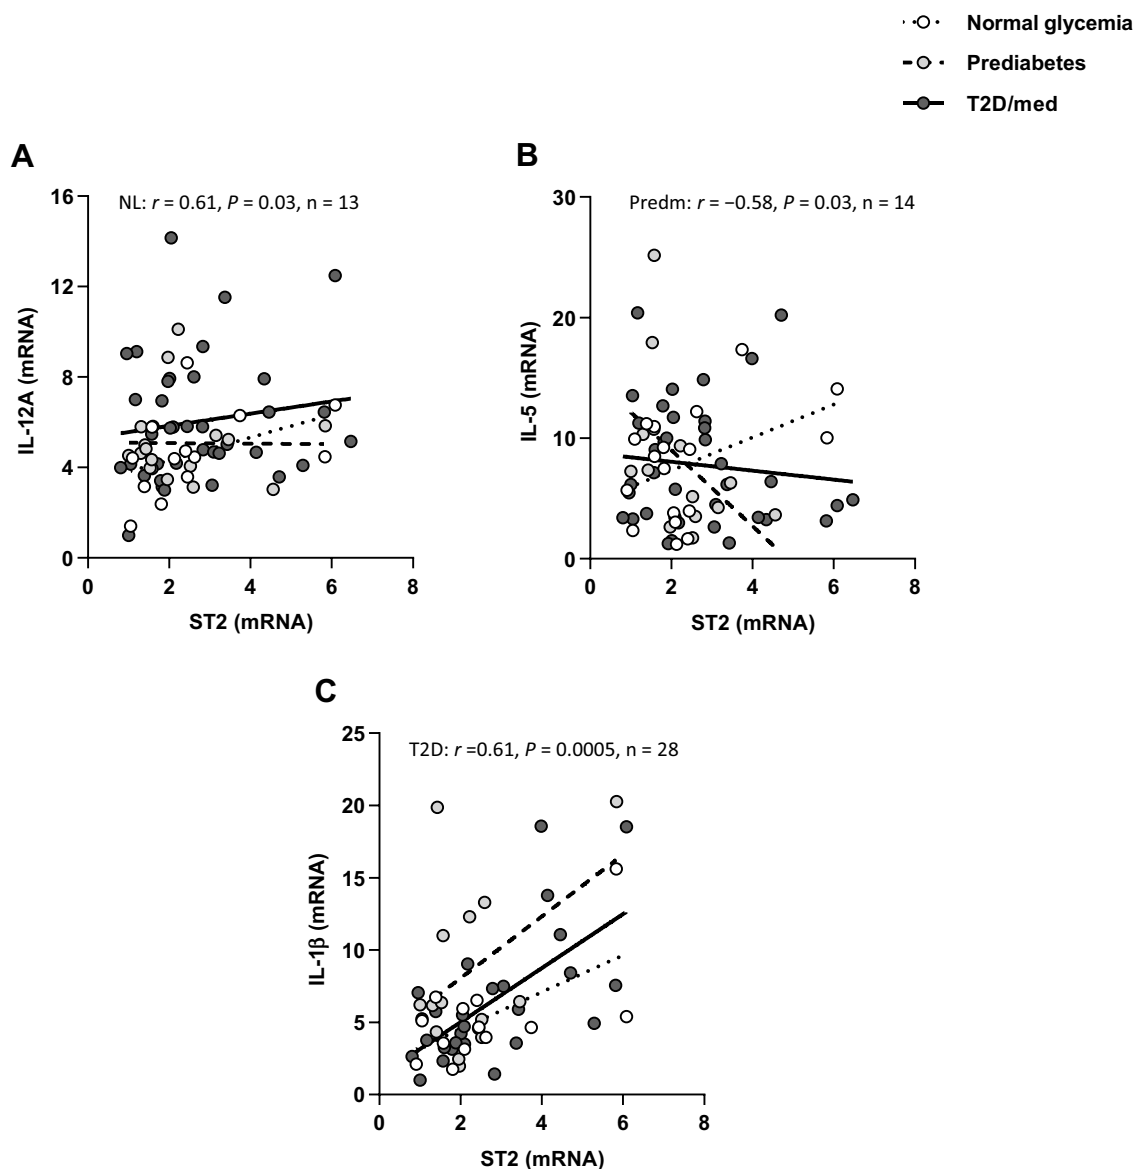 Normal glycemia
Prediabetes
T2D/med
A
NL: r = 0.61, P = 0.03, n = 13
16
12
8
4
0
IL-12A (mRNA)
0 2 4 6 8
ST2 (mRNA)
B
Predm: r = −0.58, P = 0.03, n = 14
30
20
10
0
IL-5 (mRNA)
0 2 4 6 8
ST2 (mRNA)
C
T2D: r =0.61, P = 0.0005, n = 28
25
20
15
10
5
0
IL-1β (mRNA)
0 2 4 6 8
ST2 (mRNA)